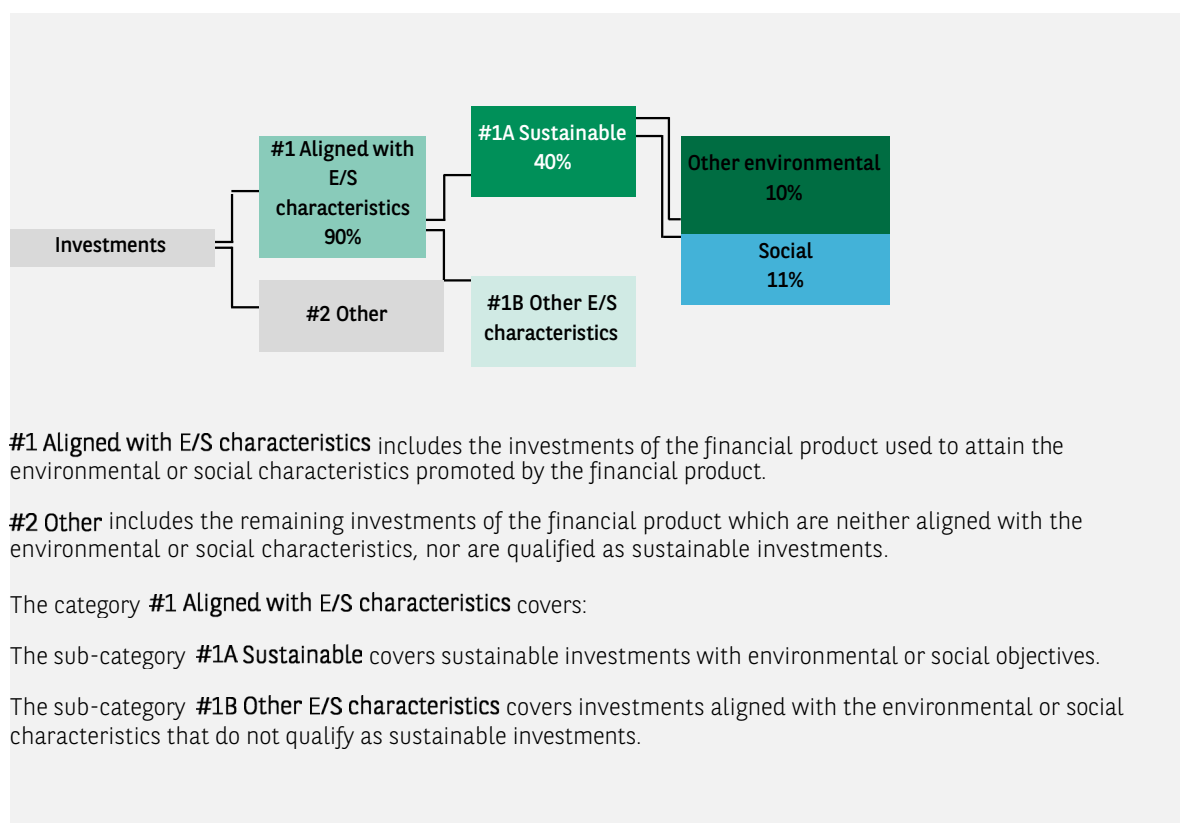 Investments
#1 Aligned with
E/S
characteristics
90%
#2 Other
#1A Sustainable
40%
#1B Other E/S
characteristics
Other environmental
10%
Social
11%
#1 Aligned with E/S characteristics includes the investments of the financial product used to attain the
environmental or social characteristics promoted by the financial product.
#2 Other includes the remaining investments of the financial product which are neither aligned with the
environmental or social characteristics, nor are qualified as sustainable investments.
The category #1 Aligned with E/S characteristics covers:
The sub-category #1A Sustainable covers sustainable investments with environmental or social objectives.
The sub-category #1B Other E/S characteristics covers investments aligned with the environmental or social
characteristics that do not qualify as sustainable investments.